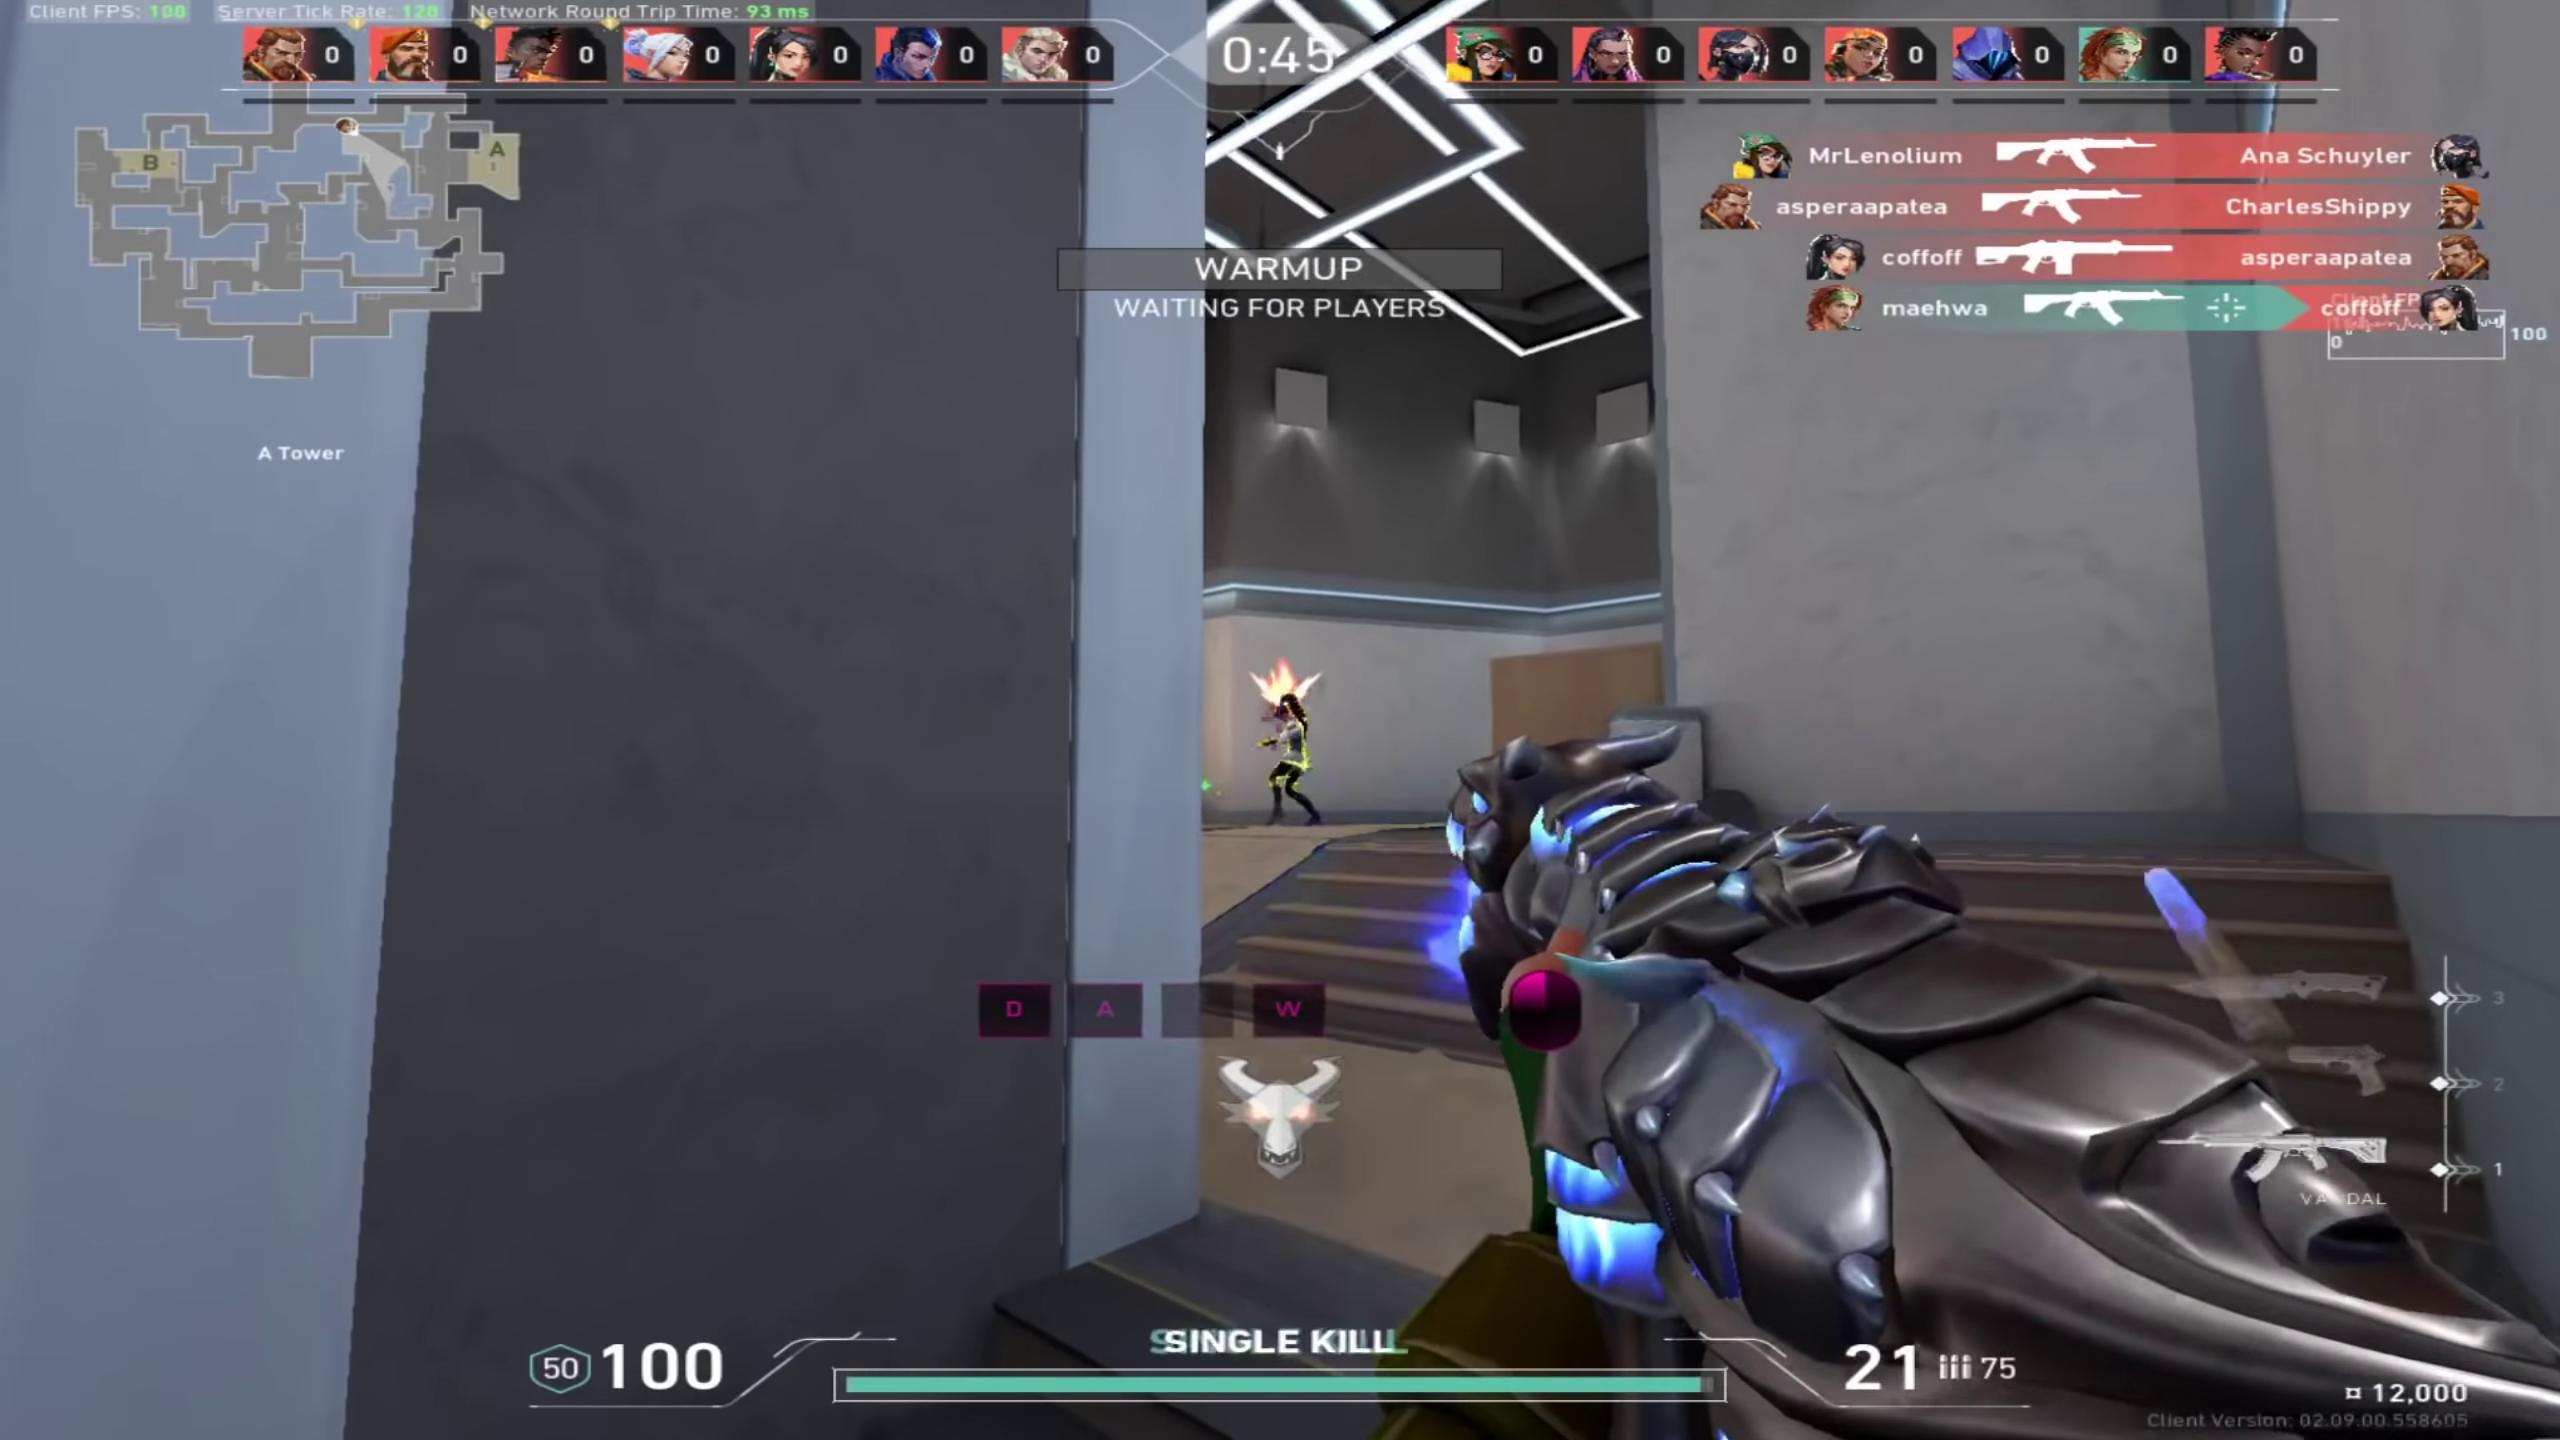 Client FPS: 100 Server Tick Rate: 128 Network Round Trip Time: 93 ms
0 0 0 0 0 0 0 0:45 0 0 0 0 0 0 0
B A
A Tower
WARMUP
WAITING FOR PLAYERS
MrLenolium Ana Schuyler
asperaapatea CharlesShippy
coffoff asperaapatea
maehwa coffoff
Client FP
0 100
D A W
3
2
1
VANDAL
SINGLE KILL
50 100
21 75
¤ 12,000
Client Version: 02.09.00.558605